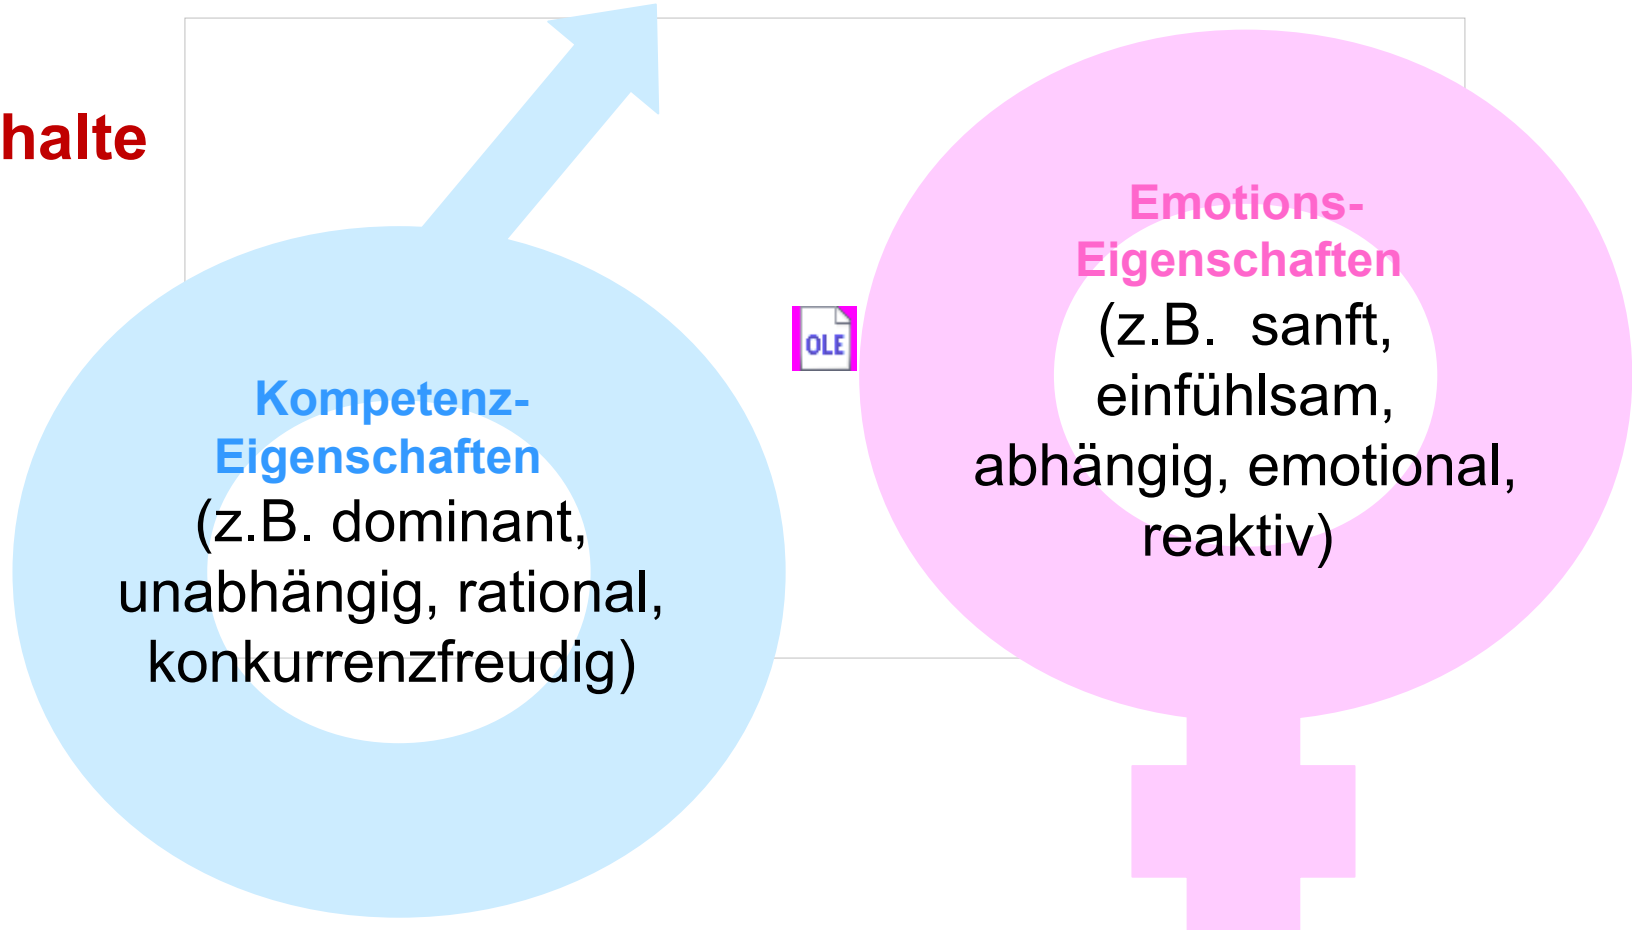 halte
Kompetenz-
Eigenschaften
(z.B. dominant,
unabhängig, rational,
konkurrenzfreudig)
OLE
Emotions-
Eigenschaften
(z.B.  sanft,
einfühlsam,
abhängig, emotional,
reaktiv)